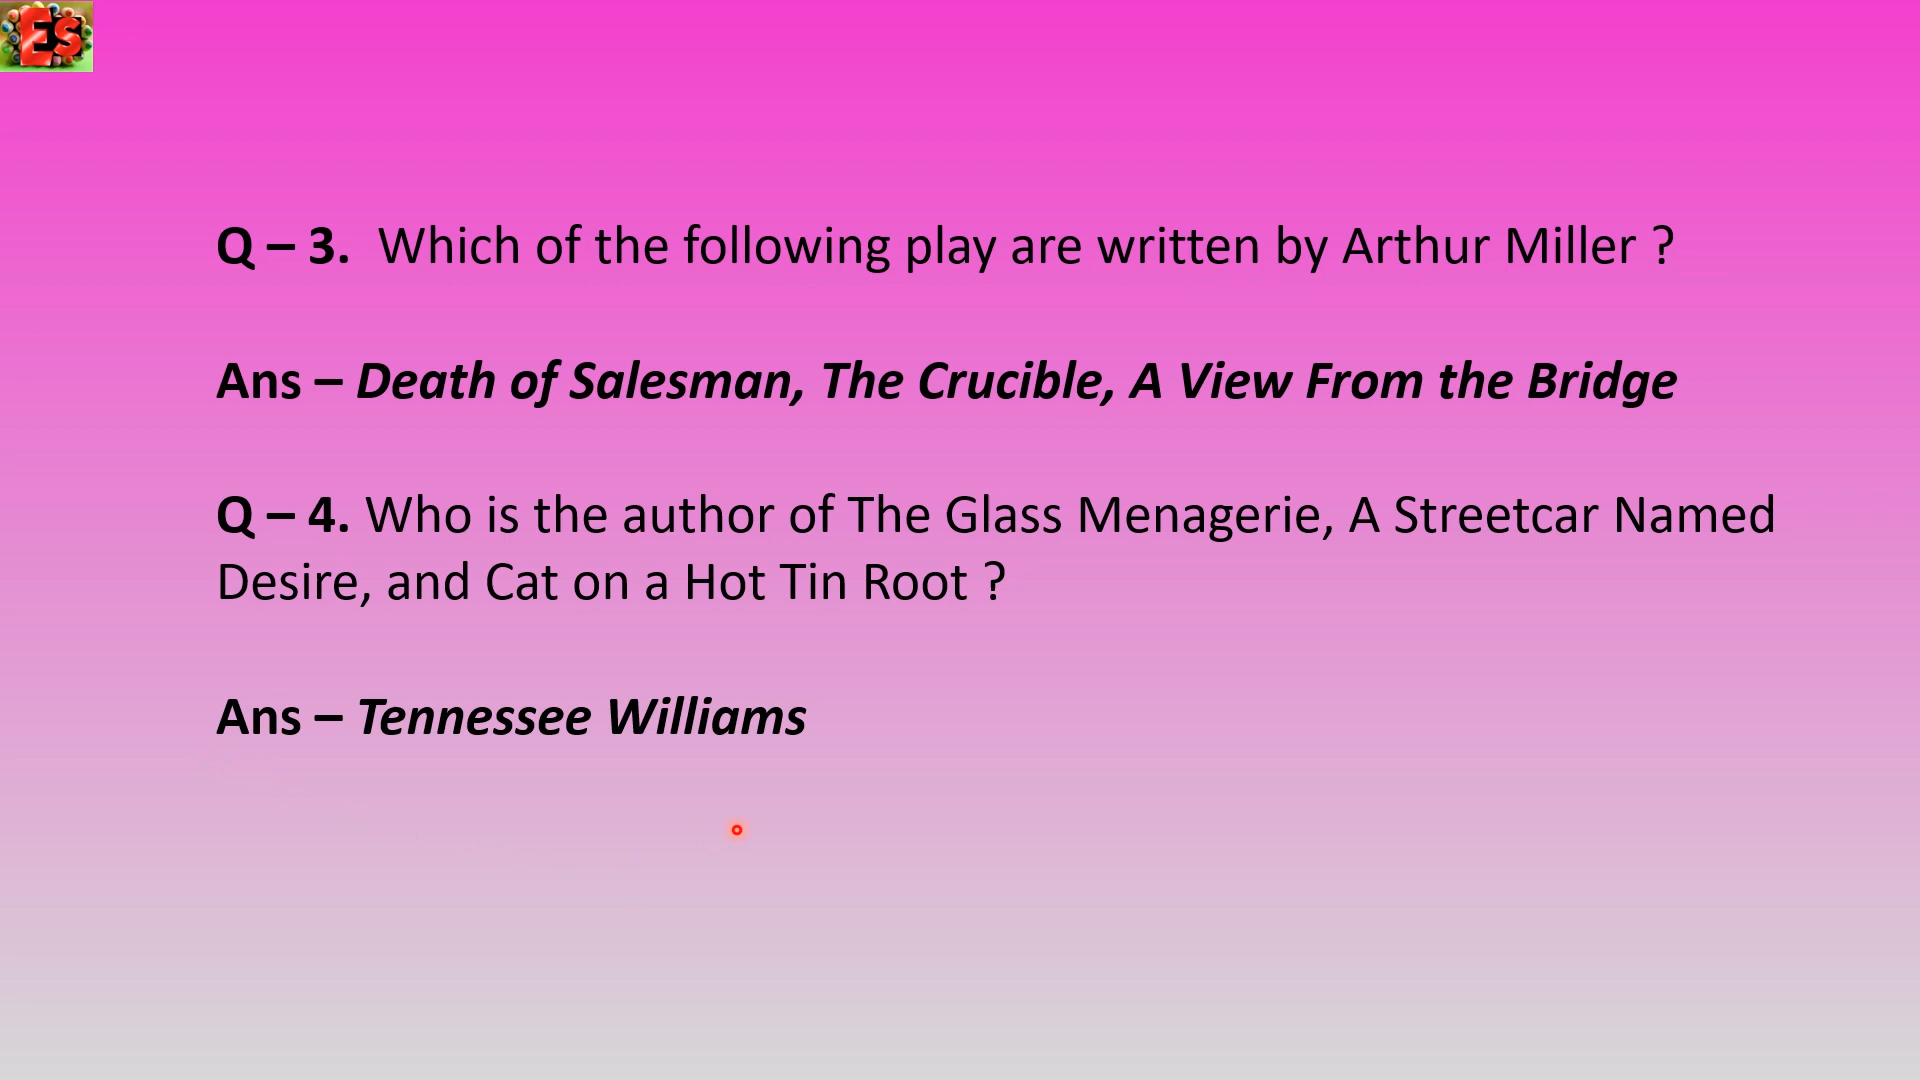 Es
Q – 3. Which of the following play are written by Arthur Miller ?
Ans – Death of Salesman, The Crucible, A View From the Bridge
Q – 4. Who is the author of The Glass Menagerie, A Streetcar Named
Desire, and Cat on a Hot Tin Root ?
Ans – Tennessee Williams